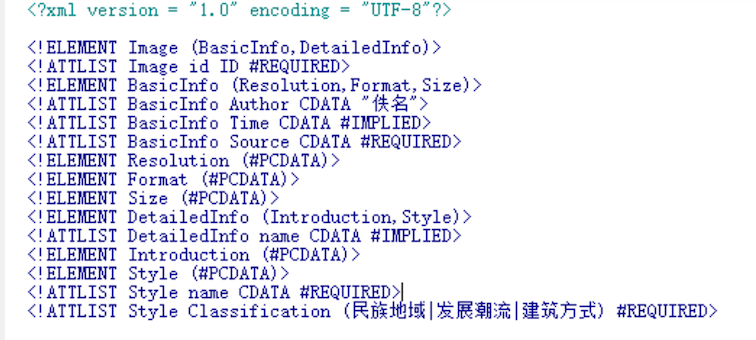 <?xml version = "1.0" encoding = "UTF-8"?>
<!ELEMENT Image (BasicInfo,DetailedInfo)>
<!ATTLIST Image id ID #REQUIRED>
<!ELEMENT BasicInfo (Resolution,Format,Size)>
<!ATTLIST BasicInfo Author CDATA "佚名">
<!ATTLIST BasicInfo Time CDATA #IMPLIED>
<!ATTLIST BasicInfo Source CDATA #REQUIRED>
<!ELEMENT Resolution (#PCDATA)>
<!ELEMENT Format (#PCDATA)>
<!ELEMENT Size (#PCDATA)>
<!ELEMENT DetailedInfo (Introduction,Style)>
<!ATTLIST DetailedInfo name CDATA #IMPLIED>
<!ELEMENT Introduction (#PCDATA)>
<!ELEMENT Style (#PCDATA)>
<!ATTLIST Style name CDATA #REQUIRED>
<!ATTLIST Style Classification (民族地域|发展潮流|建筑方式) #REQUIRED>